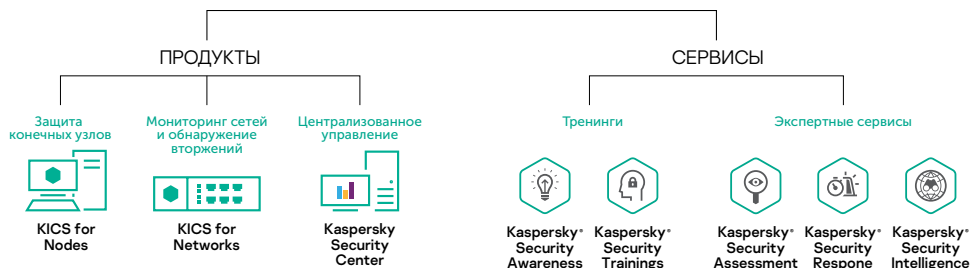 ПРОДУКТЫ
СЕРВИСЫ
Защита
конечных узлов
Мониторинг сетей
и обнаружение
вторжений
Централизованное
управление
Тренинги
Экспертные сервисы
KICS for
Nodes
KICS for
Networks
Kaspersky
Security
Center
Kaspersky®
Security
Awareness
Kaspersky®
Security
Trainings
Kaspersky®
Security
Assessment
Kaspersky®
Security
Respone
Kaspersky®
Security
Intelligence